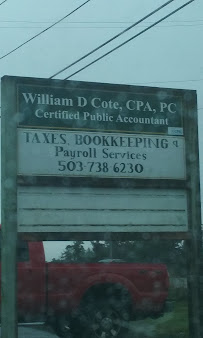 William D Cote, CPA, PC
Certified Public Accountant
TAXES, BOOKKEEPING &
Payroll Services
503-738-6230